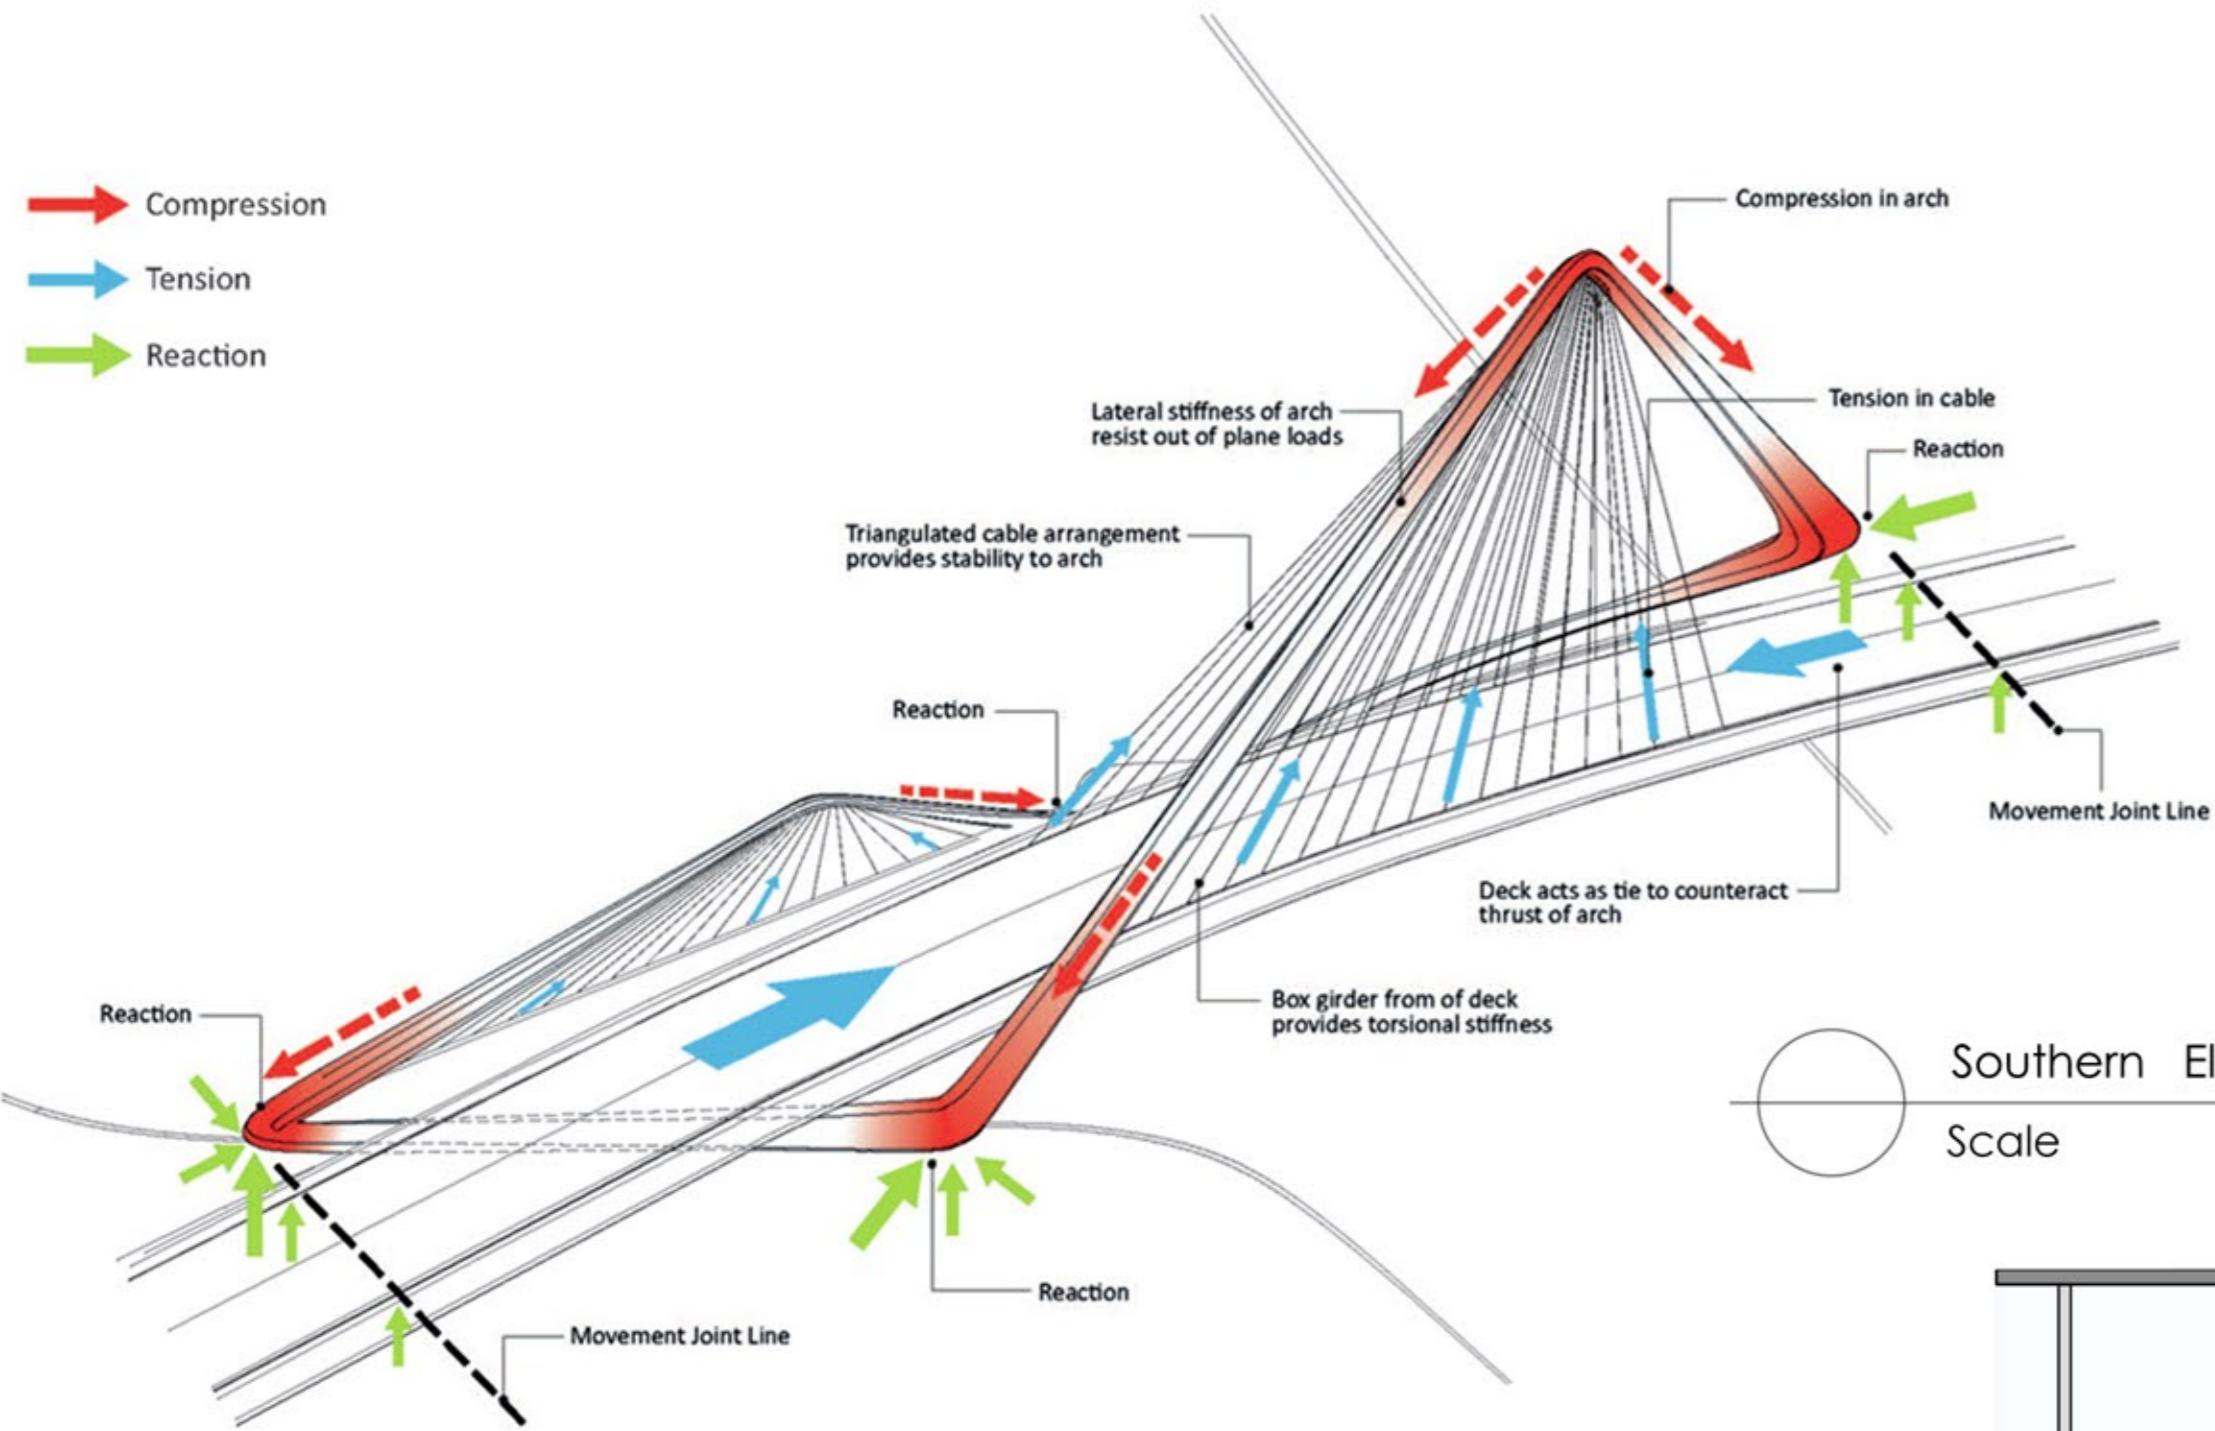 Compression
Tension
Reaction
Compression in arch
Lateral stiffness of arch
resist out of plane loads
Tension in cable
Reaction
Triangulated cable arrangement
provides stability to arch
Reaction
Movement Joint Line
Deck acts as tie to counteract
thrust of arch
Reaction
Box girder from of deck
provides torsional stiffness
Southern El
Scale
Reaction
Movement Joint Line